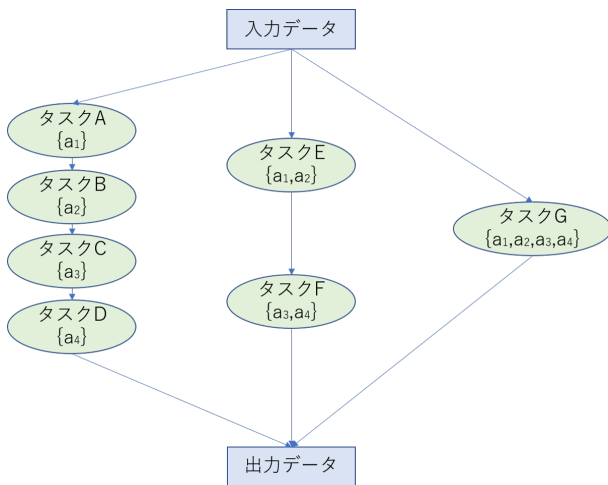 入力データ
タスクA
{a₁}
タスクB
{a₂}
タスクC
{a₃}
タスクD
{a₄}
タスクE
{a₁,a₂}
タスクF
{a₃,a₄}
タスクG
{a₁,a₂,a₃,a₄}
出力データ